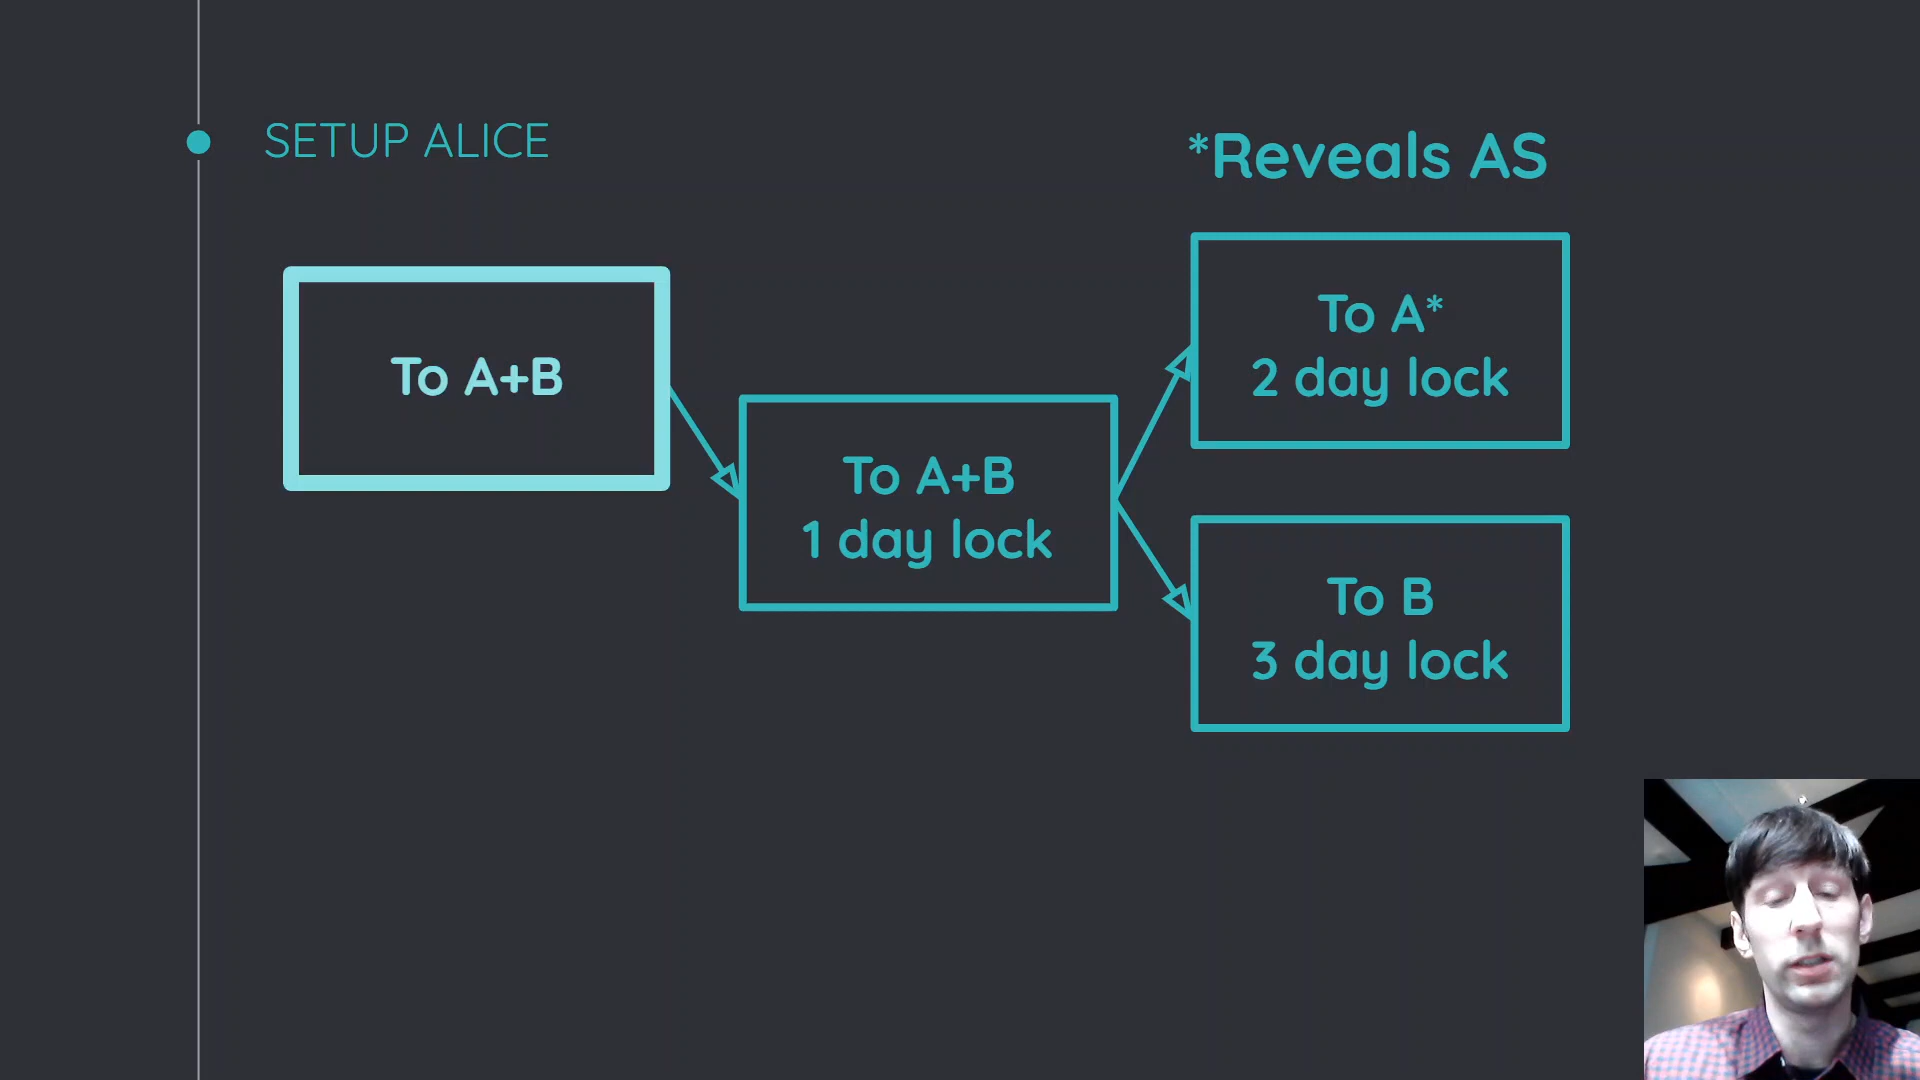 SETUP ALICE
*Reveals AS
To A+B
To A+B
1 day lock
To A*
2 day lock
To B
3 day lock